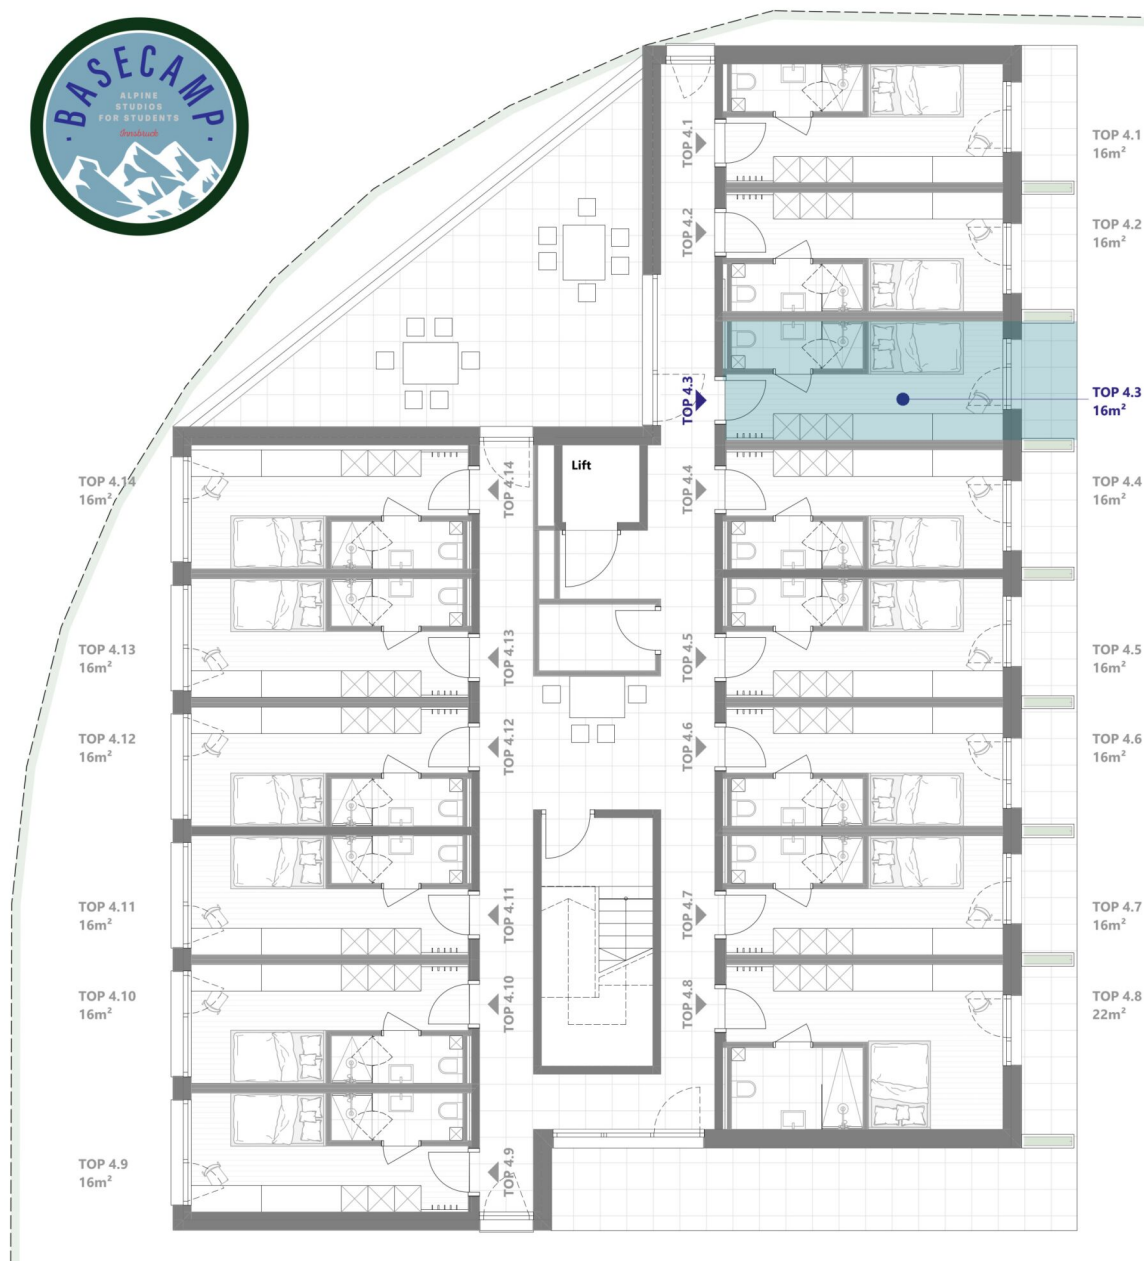 BASECAMP
ALPINE
STUDIOS
FOR STUDENTS
Innsbruck
TOP 4.1
TOP 4.1
16m²
TOP 4.2
TOP 4.2
16m²
TOP 4.3
TOP 4.3
16m²
Lift
TOP 4.14
16m²
TOP 4.14
TOP 4.4
TOP 4.4
16m²
TOP 4.13
16m²
TOP 4.13
TOP 4.5
TOP 4.5
16m²
TOP 4.12
16m²
TOP 4.12
TOP 4.6
TOP 4.6
16m²
TOP 4.11
16m²
TOP 4.11
TOP 4.7
TOP 4.7
16m²
TOP 4.10
16m²
TOP 4.10
TOP 4.8
TOP 4.8
22m²
TOP 4.9
16m²
TOP 4.9